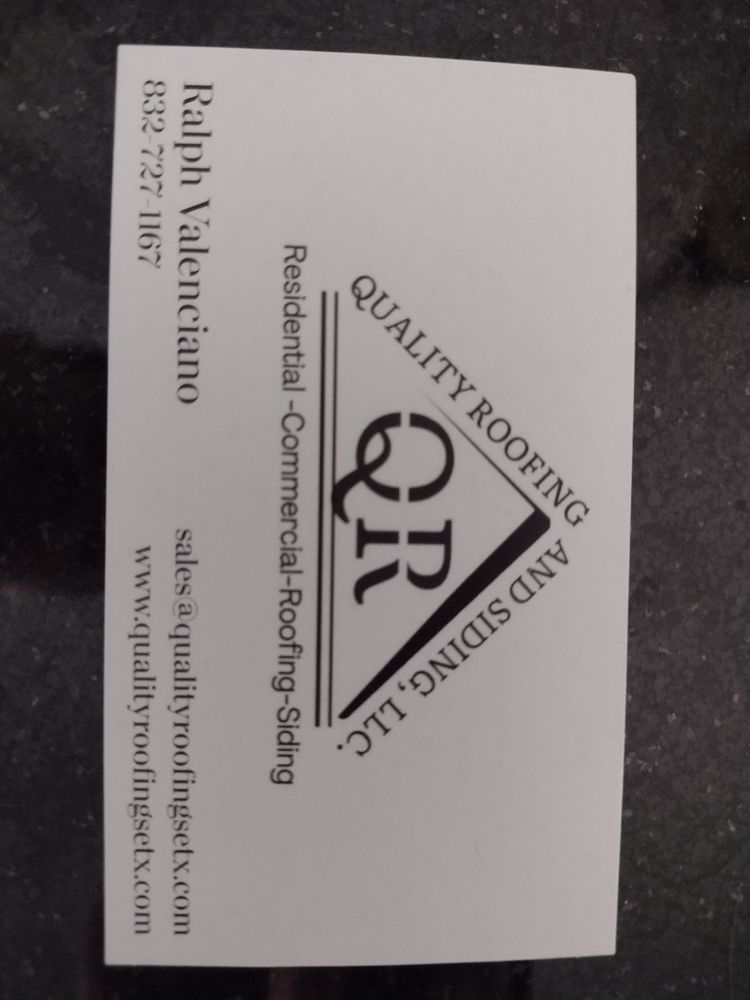 QUALITY ROOFING AND SIDING, LLC.
QR
Residential -Commercial-Roofing-Siding
Ralph Valenciano
832-727-1167
sales@qualityroofingsetx.com
www.qualityroofingsetx.com